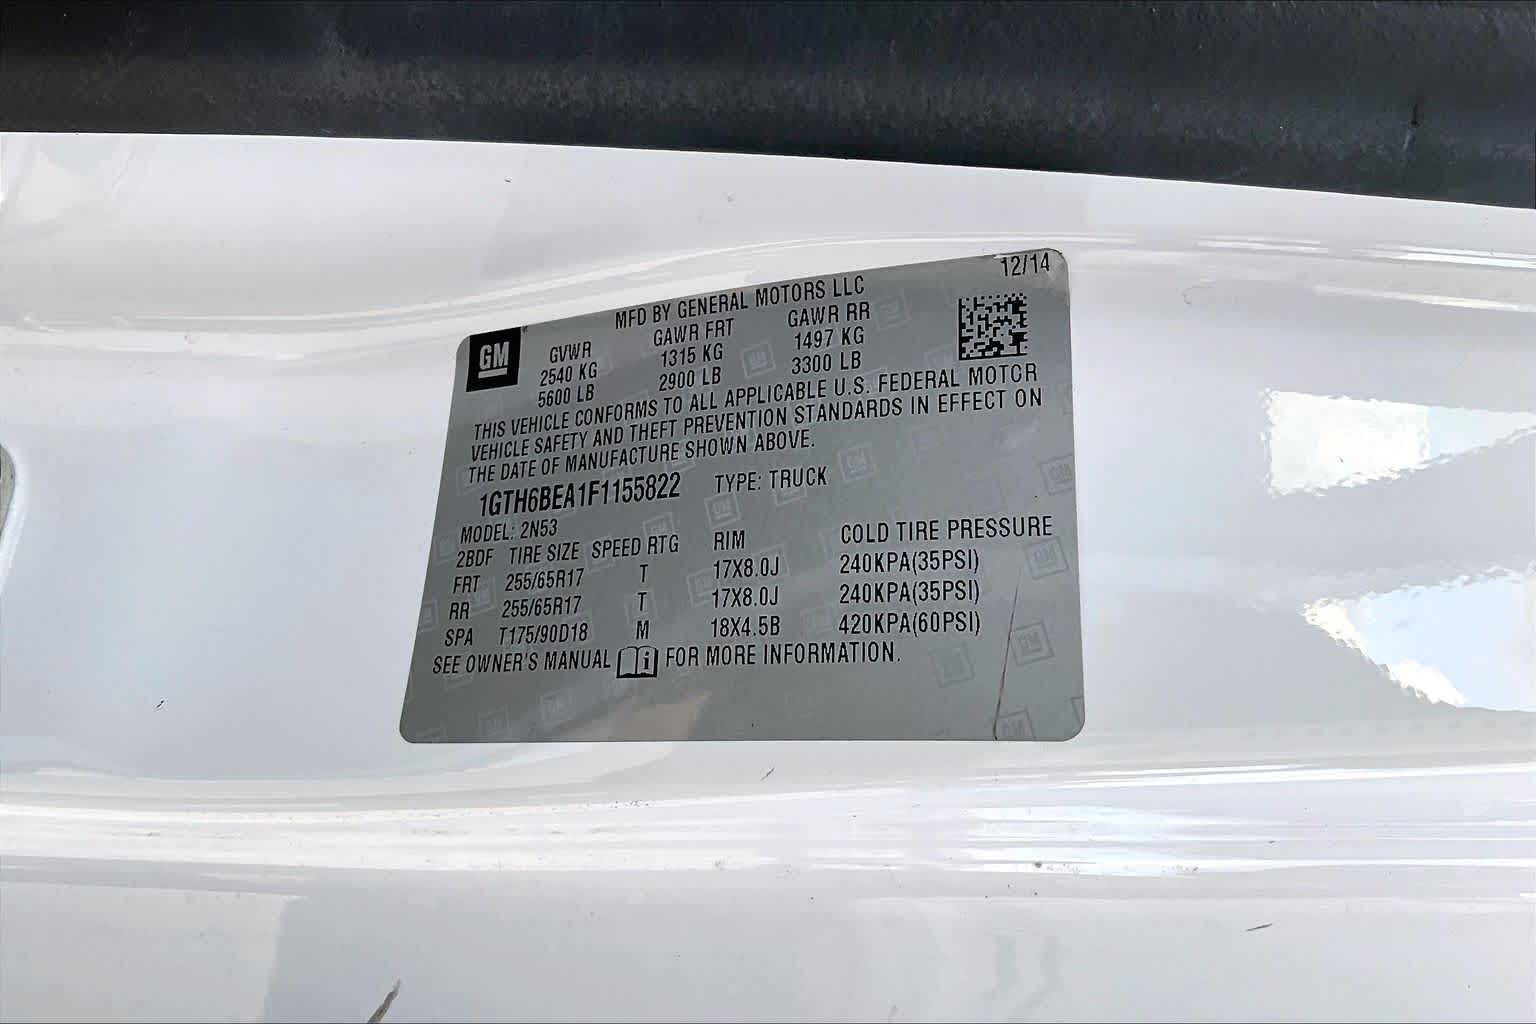 12/14
MFD BY GENERAL MOTORS LLC
GM
GVWR GAWR FRT GAWR RR
2540 KG 1315 KG 1497 KG
5600 LB 2900 LB 3300 LB
THIS VEHICLE CONFORMS TO ALL APPLICABLE U.S. FEDERAL MOTOR
VEHICLE SAFETY AND THEFT PREVENTION STANDARDS IN EFFECT ON
THE DATE OF MANUFACTURE SHOWN ABOVE.
1GTH6BEA1F1155822 TYPE: TRUCK
MODEL: 2N53
2BDF TIRE SIZE SPEED RTG RIM COLD TIRE PRESSURE
FRT 255/65R17 T 17X8.0J 240KPA(35PSI)
RR 255/65R17 T 17X8.0J 240KPA(35PSI)
SPA T175/90D18 M 18X4.5B 420KPA(60PSI)
SEE OWNER'S MANUAL FOR MORE INFORMATION.